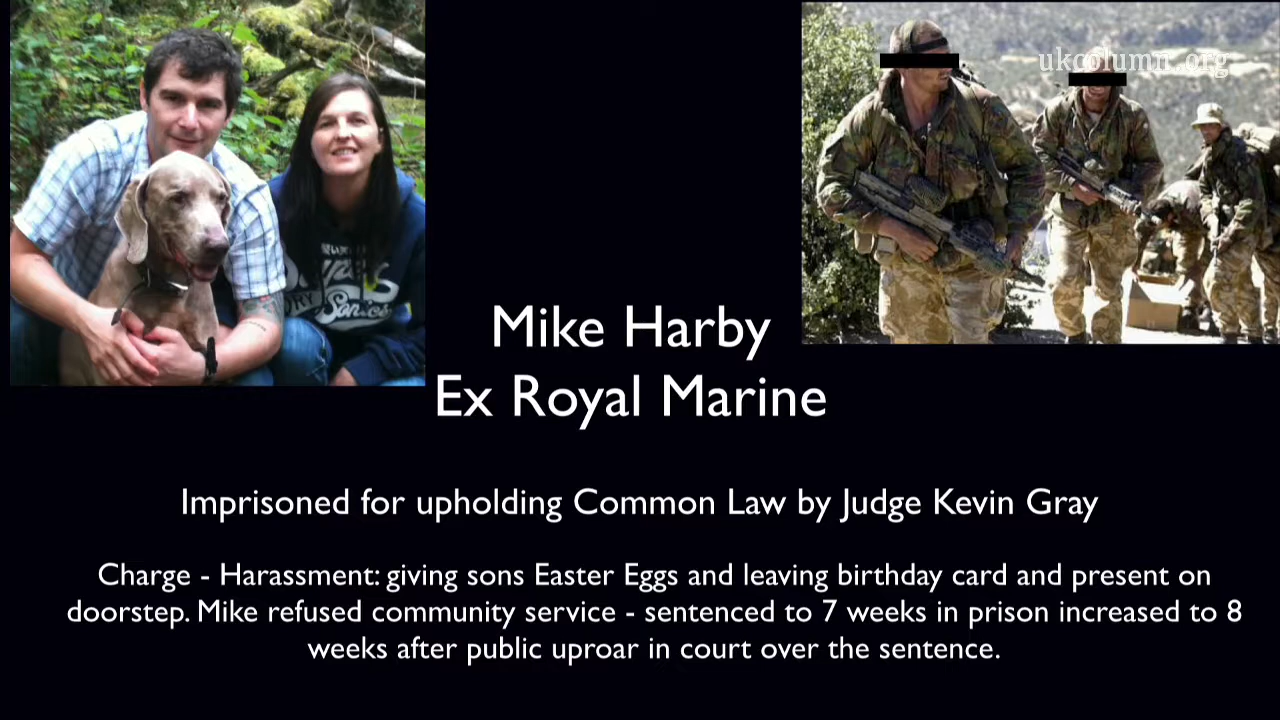 ukcolumn.org
Sonics
Mike Harby
Ex Royal Marine
Imprisoned for upholding Common Law by Judge Kevin Gray
Charge - Harassment: giving sons Easter Eggs and leaving birthday card and present on
doorstep. Mike refused community service - sentenced to 7 weeks in prison increased to 8
weeks after public uproar in court over the sentence.